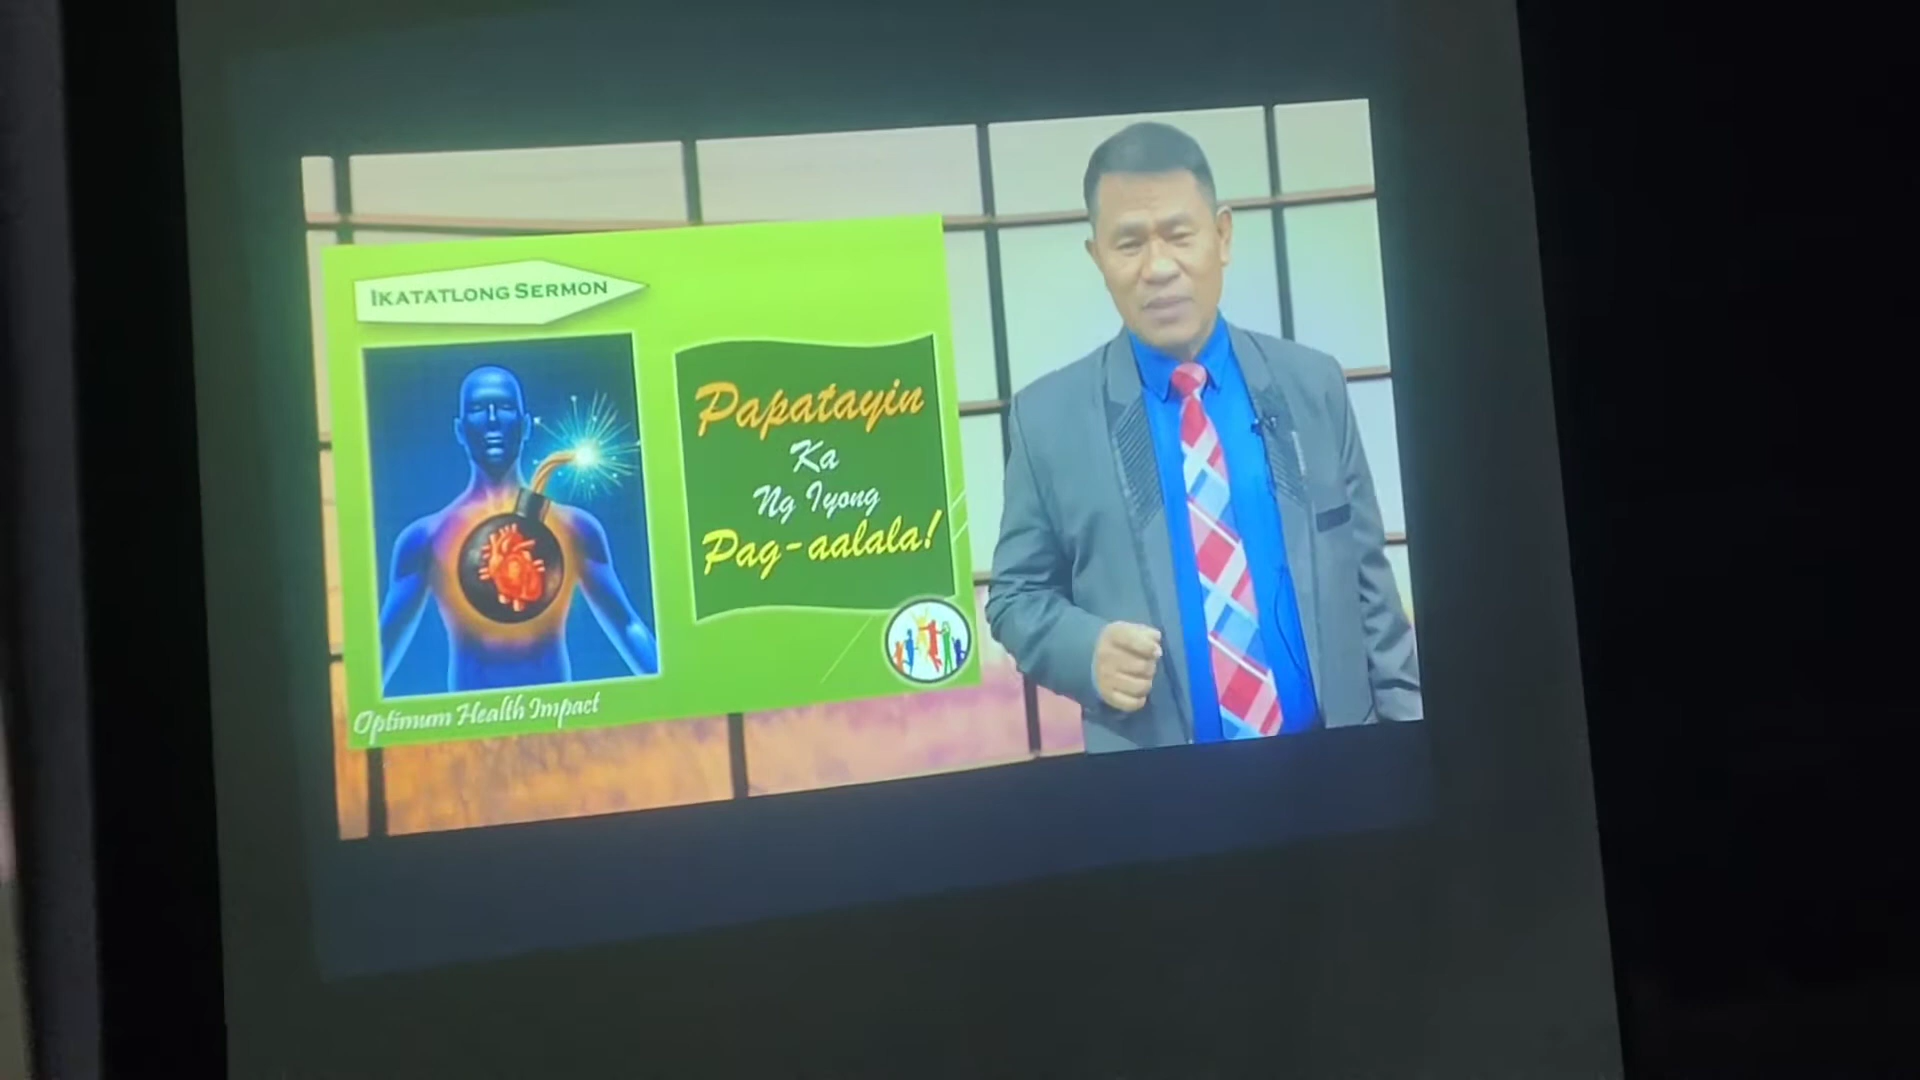 IKATATLONG SERMON
Papatayin
Ka
Ng Iyong
Pag-aalala!
Optimum Health Impact